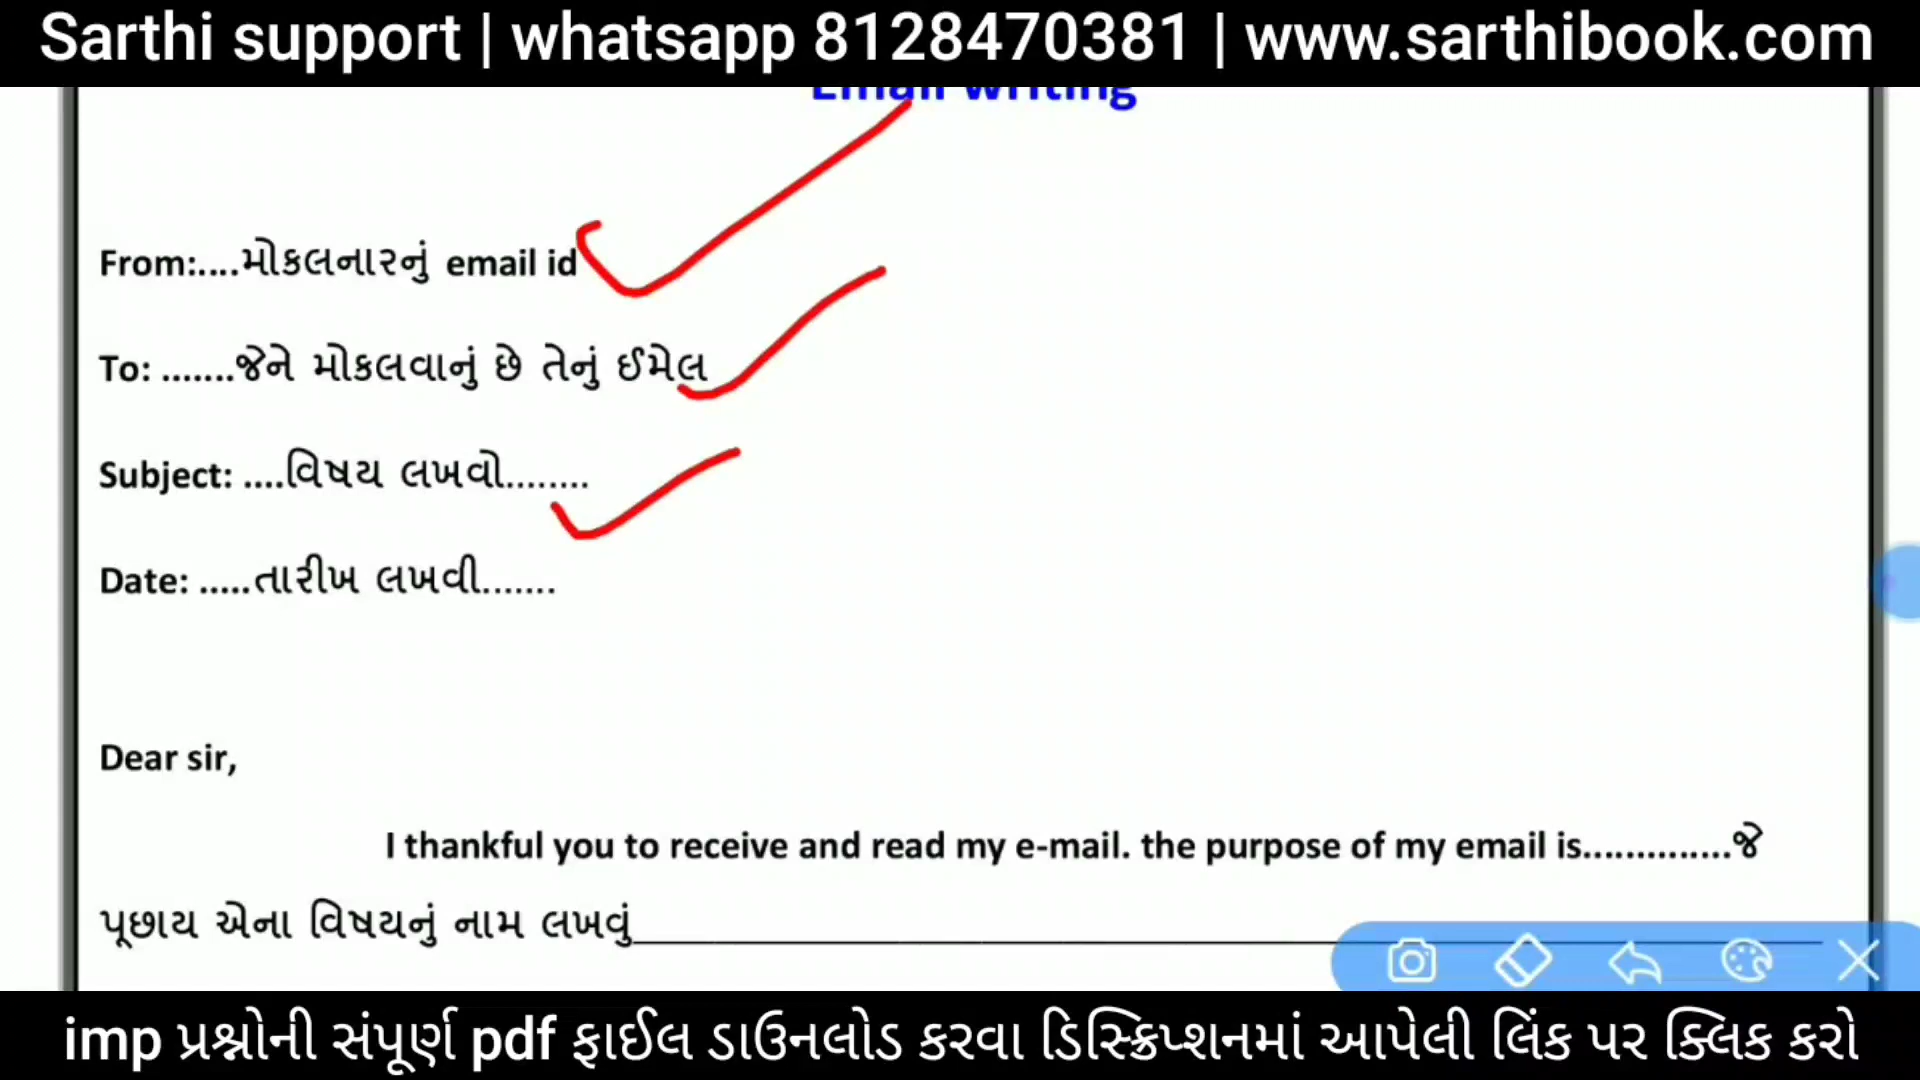 Sarthi support | whatsapp 8128470381 | www.sarthibook.com
Email Writing
From:....મોકલનારનું email id
To: .......જેને મોકલવાનું છે તેનું ઈમેલ
Subject: ....વિષય લખવો........
Date: .....તારીખ લખવી.......
Dear sir,
I thankful you to receive and read my e-mail. the purpose of my email is..............જે
પૂછાય એના વિષયનું નામ લખવું
imp પ્રશ્નોની સંપૂર્ણ pdf ફાઈલ ડાઉનલોડ કરવા ડિસ્ક્રિપ્શનમાં આપેલી લિંક પર ક્લિક કરો